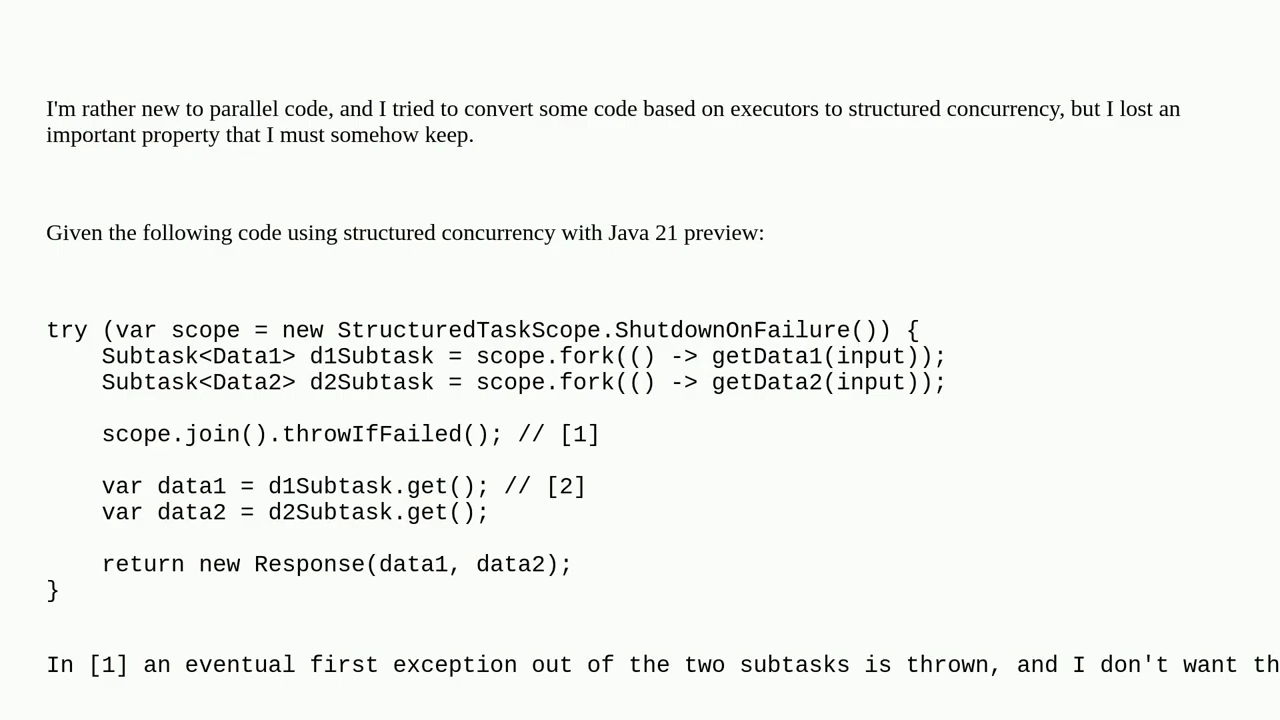 I'm rather new to parallel code, and I tried to convert some code based on executors to structured concurrency, but I lost an
important property that I must somehow keep.
Given the following code using structured concurrency with Java 21 preview:
try (var scope = new StructuredTaskScope.ShutdownOnFailure()) {
    Subtask<Data1> d1Subtask = scope.fork(() -> getData1(input));
    Subtask<Data2> d2Subtask = scope.fork(() -> getData2(input));
    scope.join().throwIfFailed(); // [1]
    var data1 = d1Subtask.get(); // [2]
    var data2 = d2Subtask.get();
    return new Response(data1, data2);
}
In [1] an eventual first exception out of the two subtasks is thrown, and I don't want th